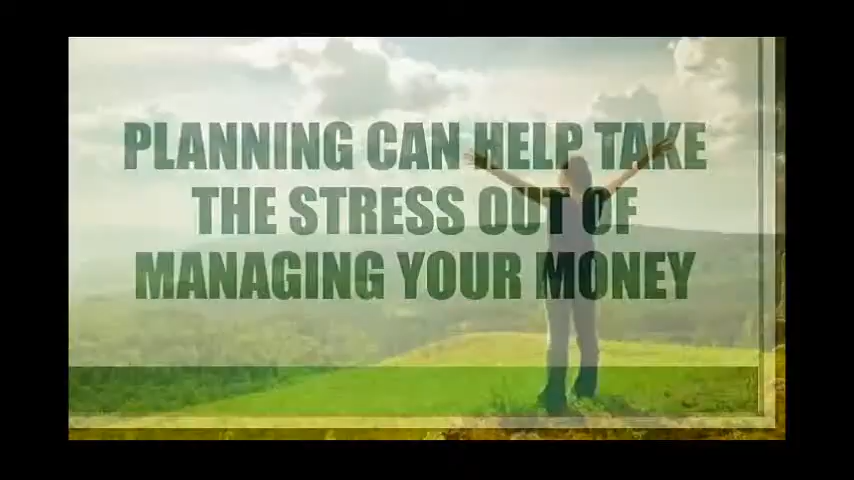 PLANNING CAN HELP TAKE
THE STRESS OUT OF
MANAGING YOUR MONEY